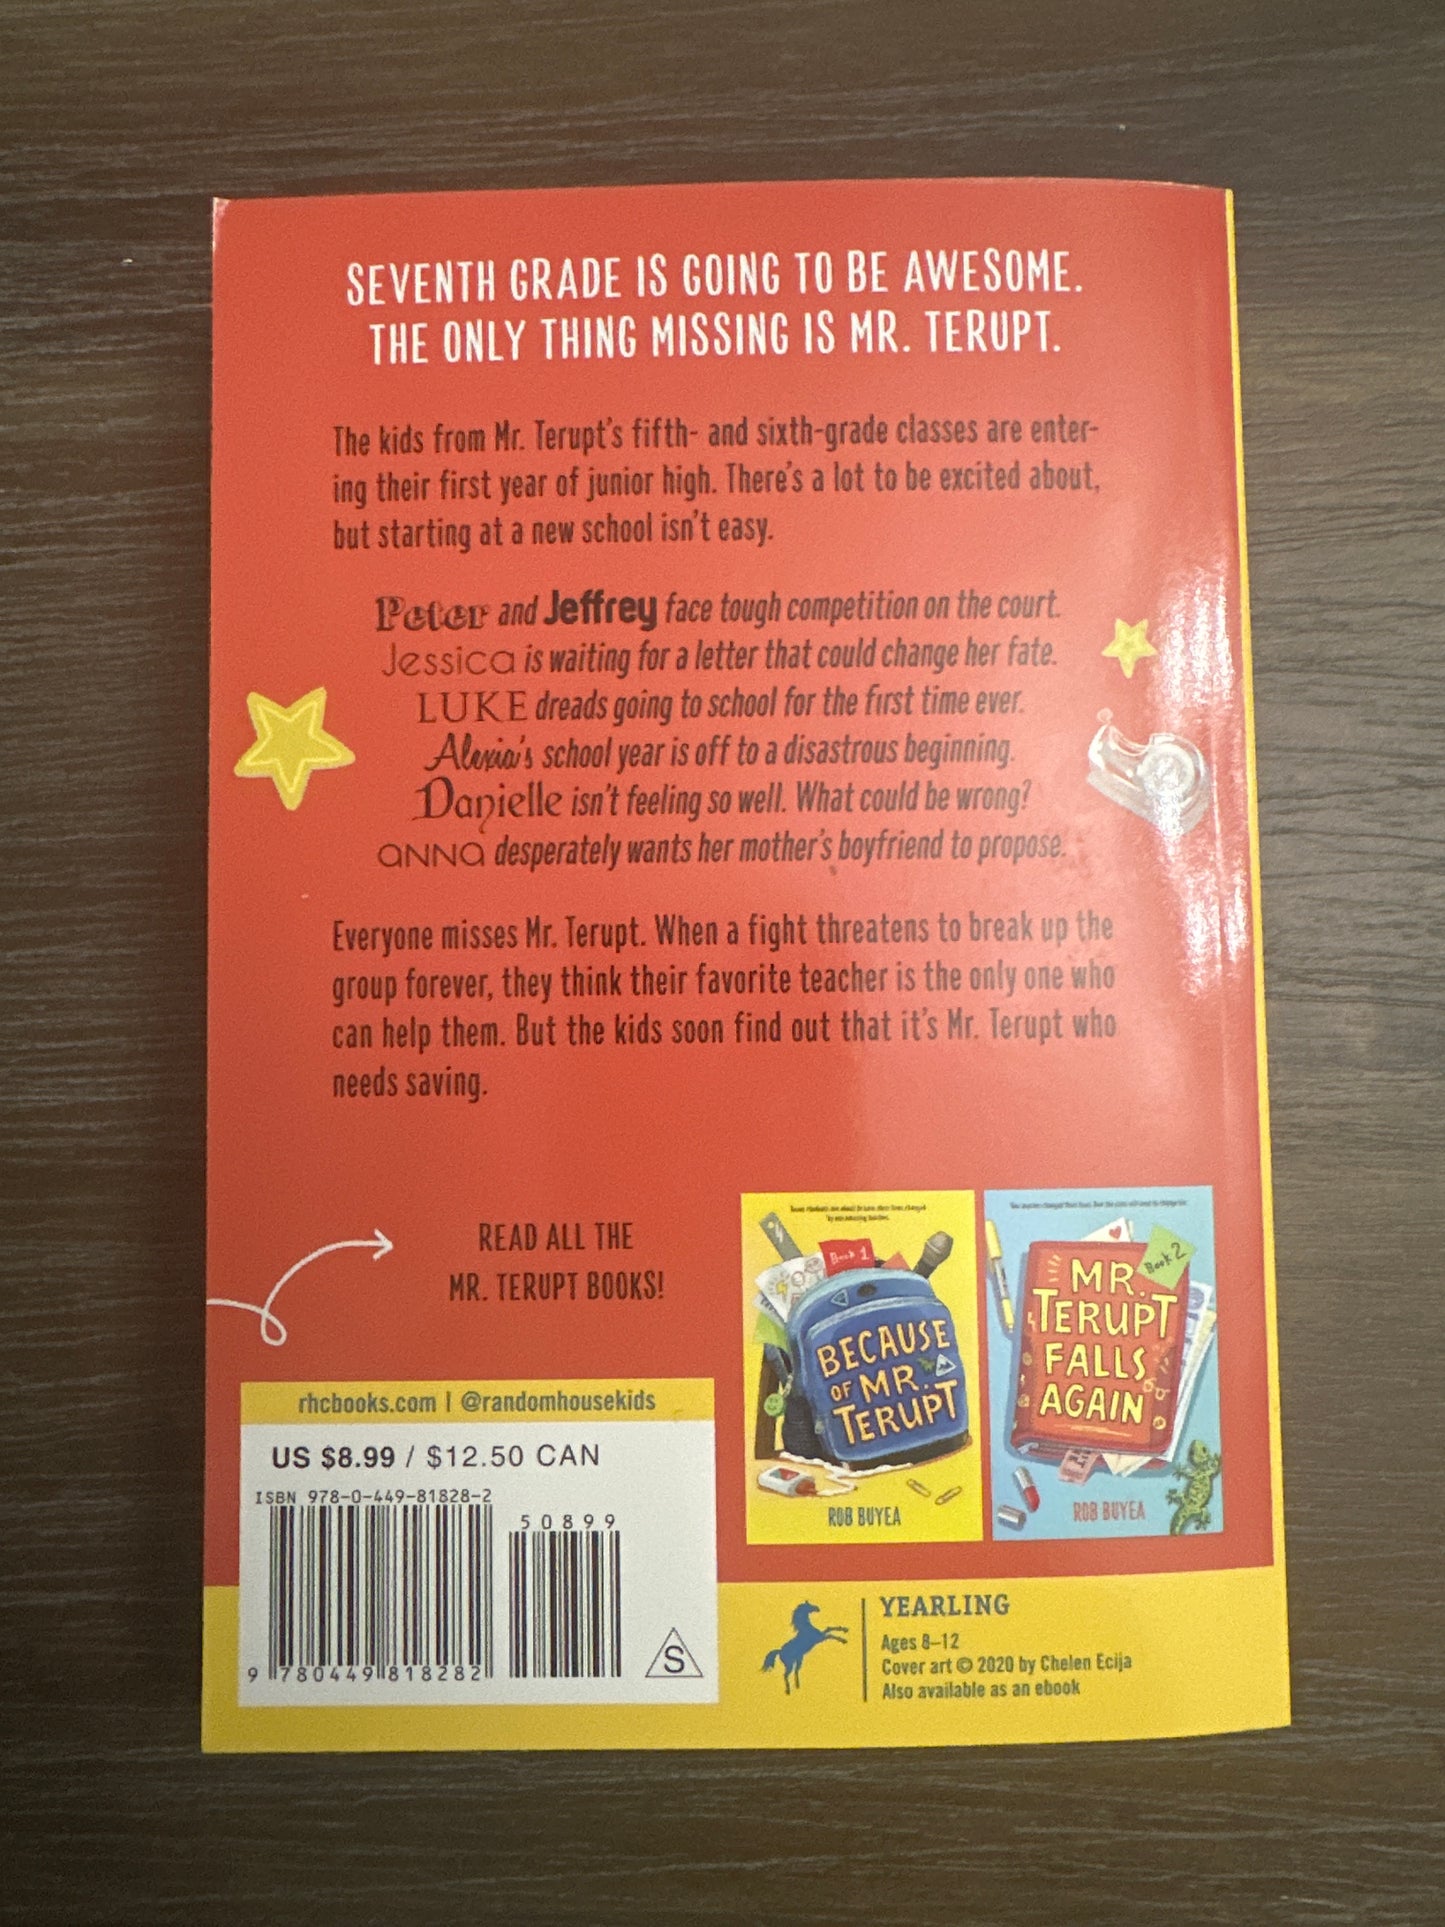 SEVENTH GRADE IS GOING TO BE AWESOME.
THE ONLY THING MISSING IS MR. TERUPT.
The kids from Mr. Terupt's fifth- and sixth-grade classes are enter-
ing their first year of junior high. There's a lot to be excited about,
but starting at a new school isn't easy.
Peter and Jeffrey face tough competition on the court.
Jessica is waiting for a letter that could change her fate.
LUKE dreads going to school for the first time ever.
Alexia's school year is off to a disastrous beginning.
Danielle isn't feeling so well. What could be wrong?
ANNA desperately wants her mother's boyfriend to propose.
Everyone misses Mr. Terupt. When a fight threatens to break up the
group forever, they think their favorite teacher is the only one who
can help them. But the kids soon find out that it's Mr. Terupt who
needs saving.
READ ALL THE
MR. TERUPT BOOKS!
Book 1
BECAUSE
OF MR.
TERUPT
ROB BUYEA
Book 2
MR.
TERUPT
FALLS
AGAIN
ROB BUYEA
rhcbooks.com | @randomhousekids
US $8.99 / $12.50 CAN
ISBN 978-0-449-81828-2
50899
9 780449 818282
S
YEARLING
Ages 8–12
Cover art © 2020 by Chelen Ecija
Also available as an ebook